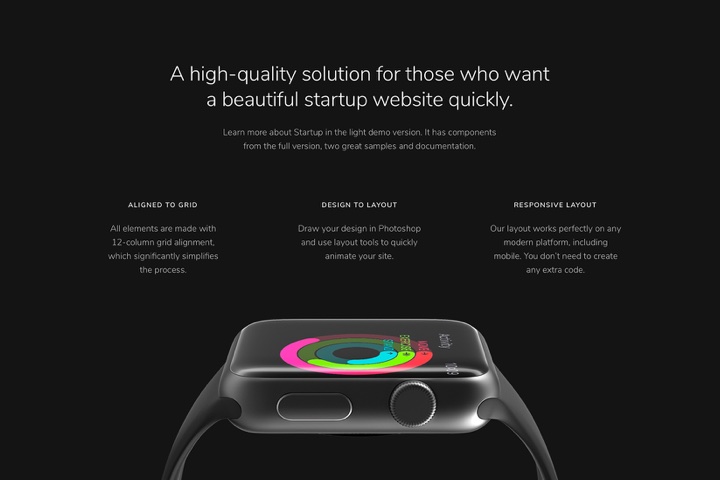 A high-quality solution for those who want
a beautiful startup website quickly.
Learn more about Startup in the light demo version. It has components
from the full version, two great samples and documentation.
ALIGNED TO GRID
All elements are made with
12-column grid alignment,
which significantly simplifies
the process.
DESIGN TO LAYOUT
Draw your design in Photoshop
and use layout tools to quickly
animate your site.
RESPONSIVE LAYOUT
Our layout works perfectly on any
modern platform, including
mobile. You don't need to create
any extra code.
Activity
10:09